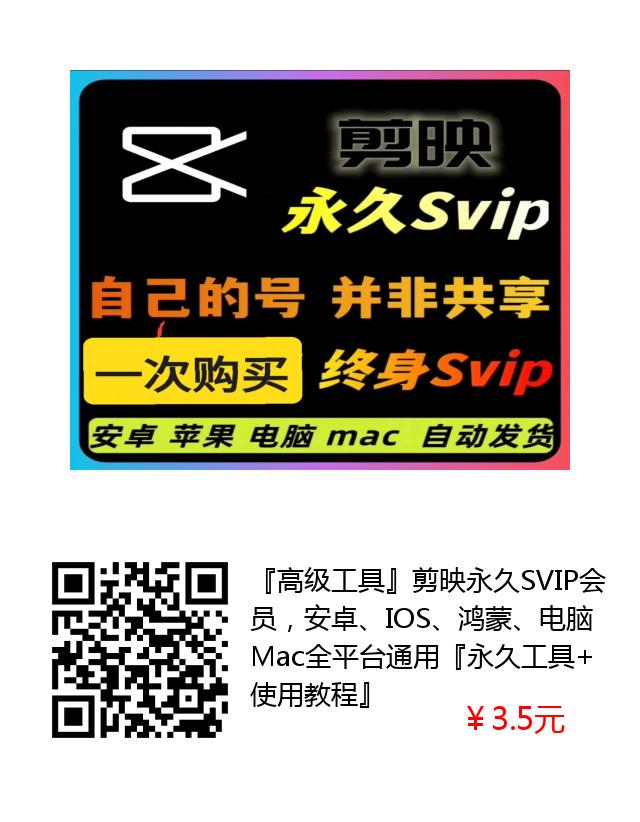 剪映
永久Svip
自己的号 并非共享
一次购买 终身Svip
安卓 苹果 电脑 mac 自动发货
『高级工具』剪映永久SVIP会
员，安卓、IOS、鸿蒙、电脑
Mac全平台通用『永久工具+
使用教程』
￥3.5元